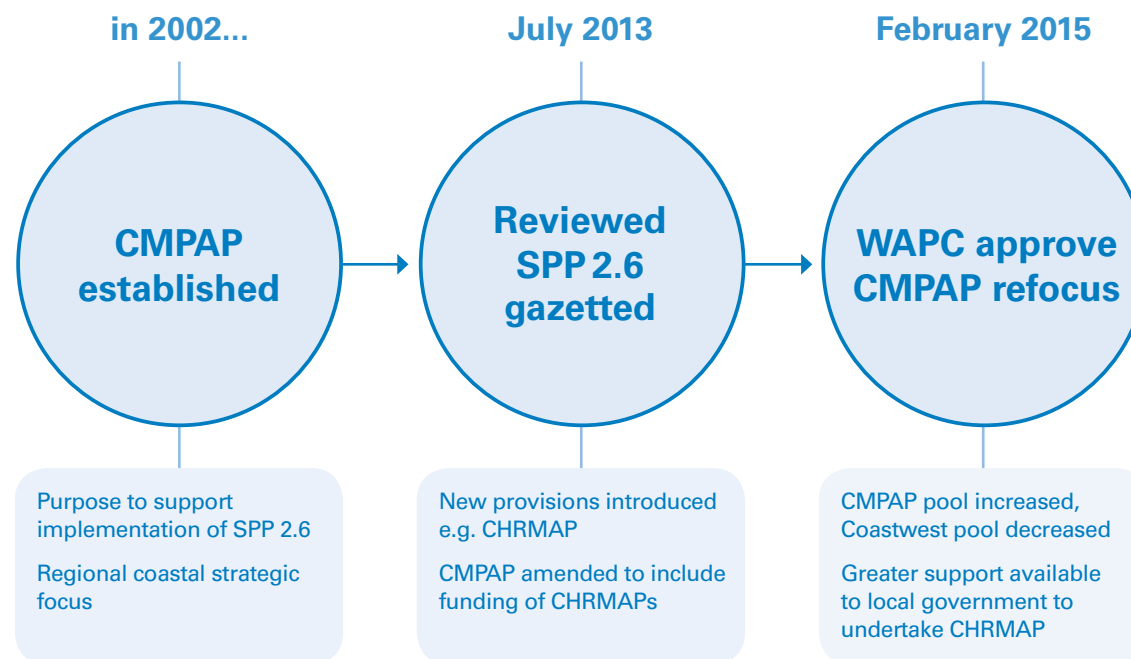 in 2002...
CMPAP
established
Purpose to support
implementation of SPP 2.6
Regional coastal strategic
focus
July 2013
Reviewed
SPP 2.6
gazetted
New provisions introduced
e.g. CHRMAP
CMPAP amended to include
funding of CHRMAPs
February 2015
WAPC approve
CMPAP refocus
CMPAP pool increased,
Coastwest pool decreased
Greater support available
to local government to
undertake CHRMAP